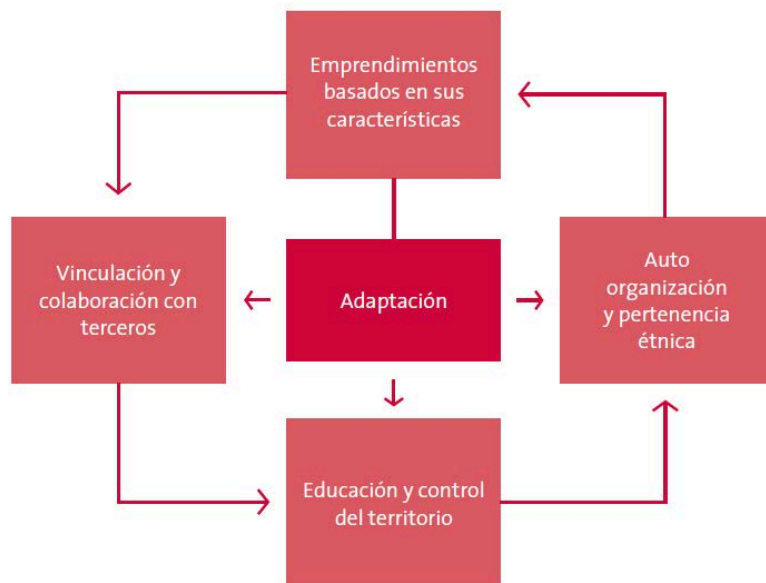 Emprendimientos
basados en sus
características
Vinculación y
colaboración con
terceros
Adaptación
Auto
organización
y pertenencia
étnica
Educación y control
del territorio